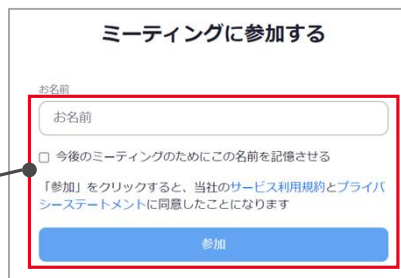 ミーティングに参加する
お名前
お名前
今後のミーティングのためにこの名前を記憶させる
「参加」をクリックすると、当社のサービス利用規約とプライバ
シーステートメントに同意したことになります
参加